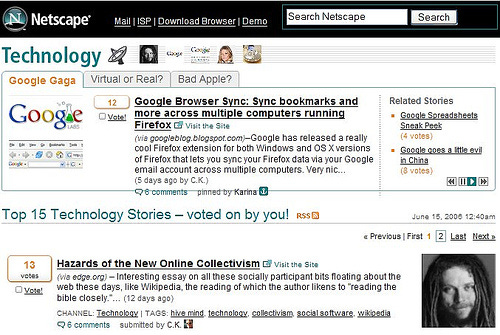 Netscape®
Mail | ISP | Download Browser | Demo
Search Netscape
Search
Technology
Google
Google Gaga
Virtual or Real?
Bad Apple?
Google
LABS
12
Vote!
Google Browser Sync: Sync bookmarks and
more across multiple computers running
Firefox Visit the Site
(via googleblog.blogspot.com)–Google has released a really
cool Firefox extension for both Windows and OS X versions
of Firefox that lets you sync your Firefox data via your Google
email account across multiple computers. Very nic...
(5 days ago by C.K.)
6 comments pinned by Karina
Related Stories
Google Spreadsheets
Sneak Peek
(4 votes)
Google goes a little evil
in China
(8 votes)
Top 15 Technology Stories – voted on by you! RSS
June 15, 2006 12:40am
« Previous | First 1 2 Last Next »
13
votes
Vote!
Hazards of the New Online Collectivism Visit the Site
(via edge.org) – Interesting essay on all these socially participant bits floating about the
web these days, like Wikipedia, the reading of which the author likens to "reading the
bible closely."... (12 days ago)
CHANNEL: Technology | TAGS: hive mind, technology, collectivism, social software, wikipedia
6 comments submitted by C.K.